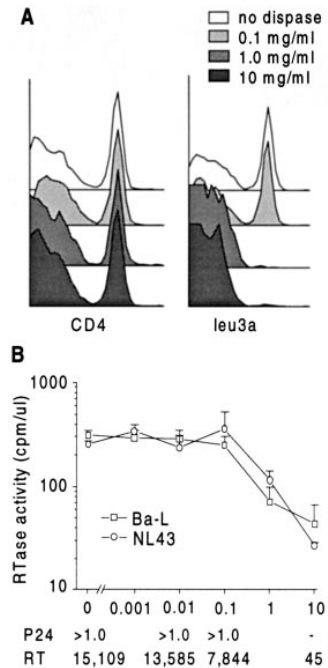 A
no dispase
0.1 mg/ml
1.0 mg/ml
10 mg/ml
CD4 leu3a
B
RTase activity (cpm/ul)
1000
100
10
Ba-L
NL43
0 0.001 0.01 0.1 1 10
P24 >1.0 >1.0 >1.0 -
RT 15,109 13,585 7,844 45